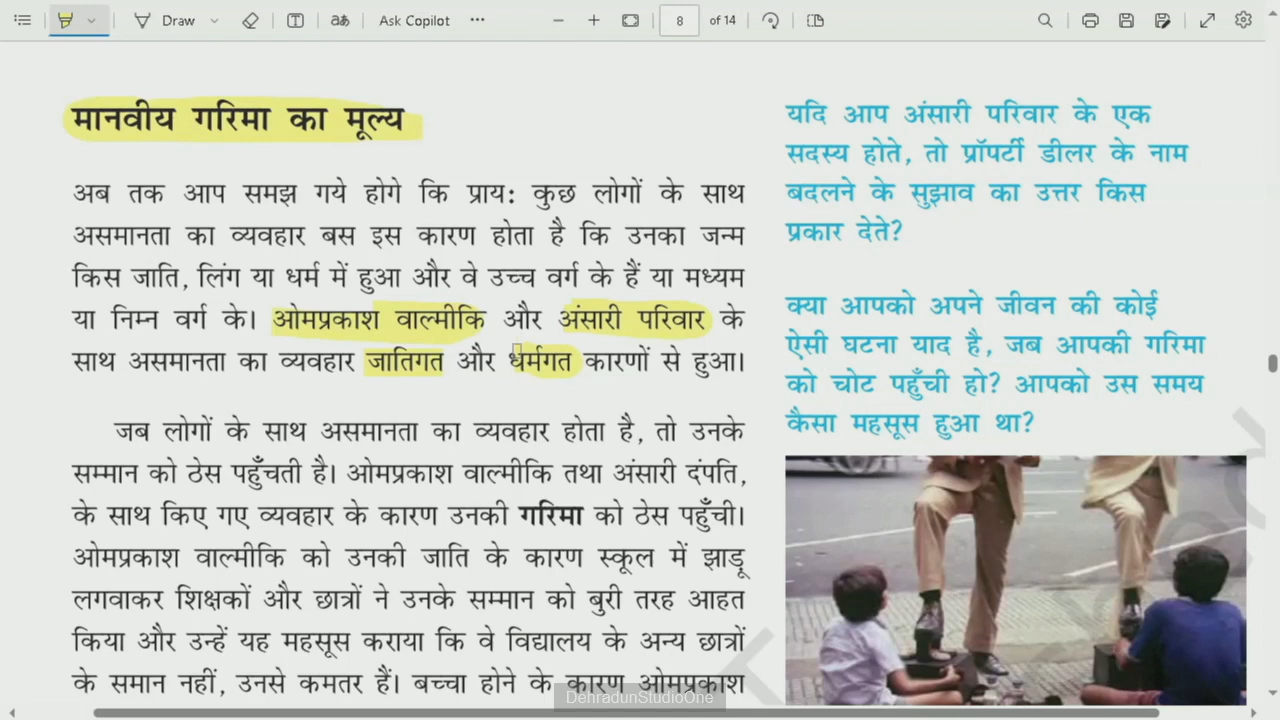 Draw
Ask Copilot
8 of 14
मानवीय गरिमा का मूल्य
अब तक आप समझ गये होगे कि प्राय: कुछ लोगों के साथ
असमानता का व्यवहार बस इस कारण होता है कि उनका जन्म
किस जाति, लिंग या धर्म में हुआ और वे उच्च वर्ग के हैं या मध्यम
या निम्न वर्ग के। ओमप्रकाश वाल्मीकि और अंसारी परिवार के
साथ असमानता का व्यवहार जातिगत और धर्मगत कारणों से हुआ।
जब लोगों के साथ असमानता का व्यवहार होता है, तो उनके
सम्मान को ठेस पहुँचती है। ओमप्रकाश वाल्मीकि तथा अंसारी दंपति,
के साथ किए गए व्यवहार के कारण उनकी गरिमा को ठेस पहुँची।
ओमप्रकाश वाल्मीकि को उनकी जाति के कारण स्कूल में झाड़ू
लगवाकर शिक्षकों और छात्रों ने उनके सम्मान को बुरी तरह आहत
किया और उन्हें यह महसूस कराया कि वे विद्यालय के अन्य छात्रों
के समान नहीं, उनसे कमतर हैं। बच्चा होने के कारण ओमप्रकाश
यदि आप अंसारी परिवार के एक
सदस्य होते, तो प्रॉपर्टी डीलर के नाम
बदलने के सुझाव का उत्तर किस
प्रकार देते?
क्या आपको अपने जीवन की कोई
ऐसी घटना याद है, जब आपकी गरिमा
को चोट पहुँची हो? आपको उस समय
कैसा महसूस हुआ था?
DehradunStudioOne